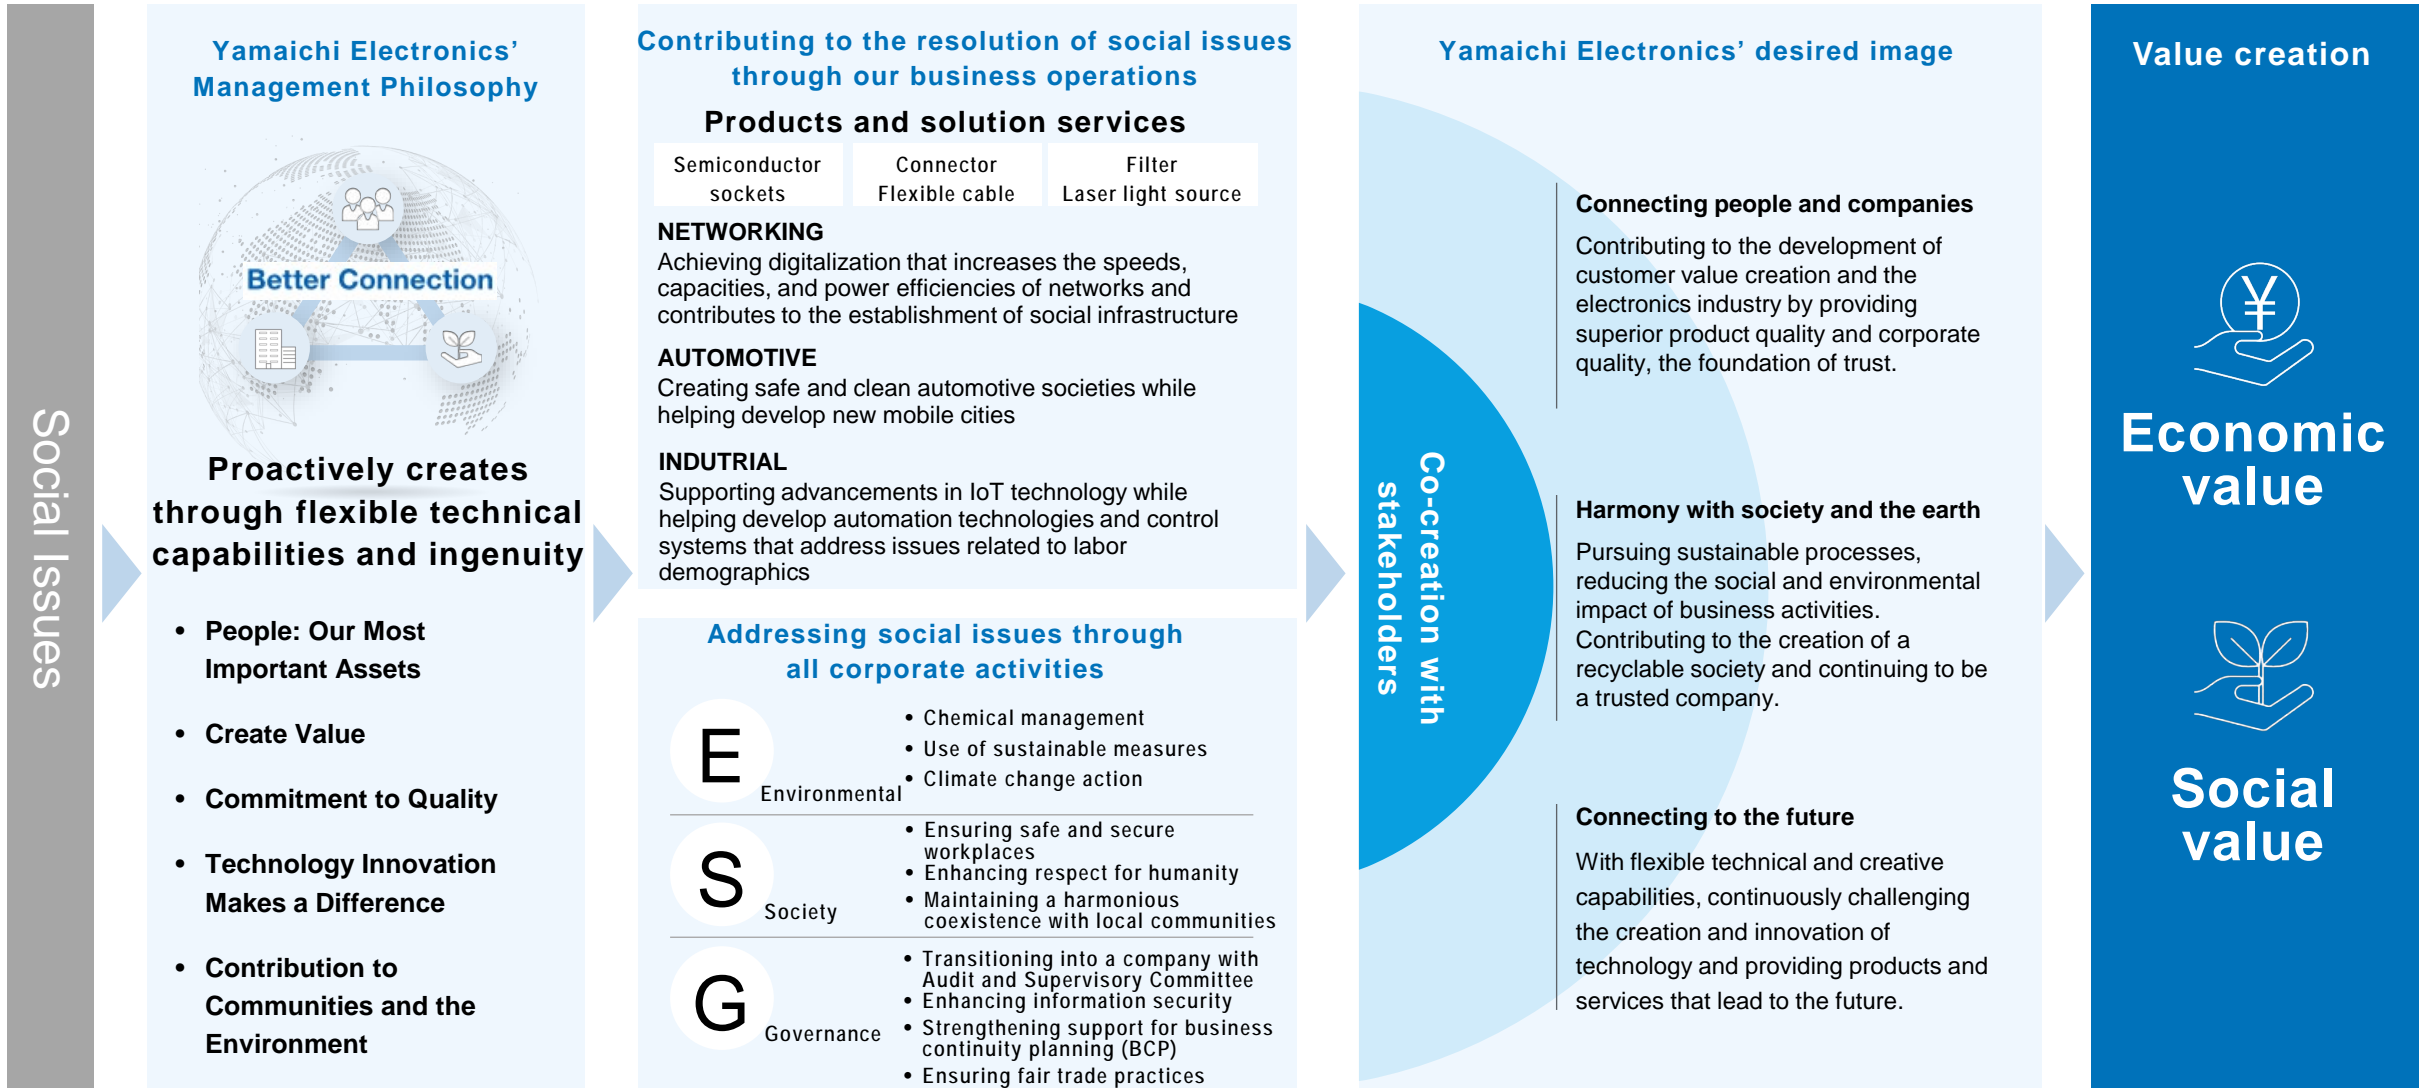 Social Issues
Yamaichi Electronics’
Management Philosophy
Better Connection
Proactively creates
through flexible technical
capabilities and ingenuity
• People: Our Most
Important Assets
• Create Value
• Commitment to Quality
• Technology Innovation
Makes a Difference
• Contribution to
Communities and the
Environment
Contributing to the resolution of social issues
through our business operations
Products and solution services
Semiconductor
sockets
Connector
Flexible cable
Filter
Laser light source
NETWORKING
Achieving digitalization that increases the speeds,
capacities, and power efficiencies of networks and
contributes to the establishment of social infrastructure
AUTOMOTIVE
Creating safe and clean automotive societies while
helping develop new mobile cities
INDUTRIAL
Supporting advancements in IoT technology while
helping develop automation technologies and control
systems that address issues related to labor
demographics
Addressing social issues through
all corporate activities
E
Environmental
• Chemical management
• Use of sustainable measures
• Climate change action
S
Society
• Ensuring safe and secure
workplaces
• Enhancing respect for humanity
• Maintaining a harmonious
coexistence with local communities
G
Governance
• Transitioning into a company with
Audit and Supervisory Committee
• Enhancing information security
• Strengthening support for business
continuity planning (BCP)
• Ensuring fair trade practices
Yamaichi Electronics’ desired image
Co-creation with
stakeholders
Connecting people and companies
Contributing to the development of
customer value creation and the
electronics industry by providing
superior product quality and corporate
quality, the foundation of trust.
Harmony with society and the earth
Pursuing sustainable processes,
reducing the social and environmental
impact of business activities.
Contributing to the creation of a
recyclable society and continuing to be
a trusted company.
Connecting to the future
With flexible technical and creative
capabilities, continuously challenging
the creation and innovation of
technology and providing products and
services that lead to the future.
Value creation
¥
Economic
value
Social
value